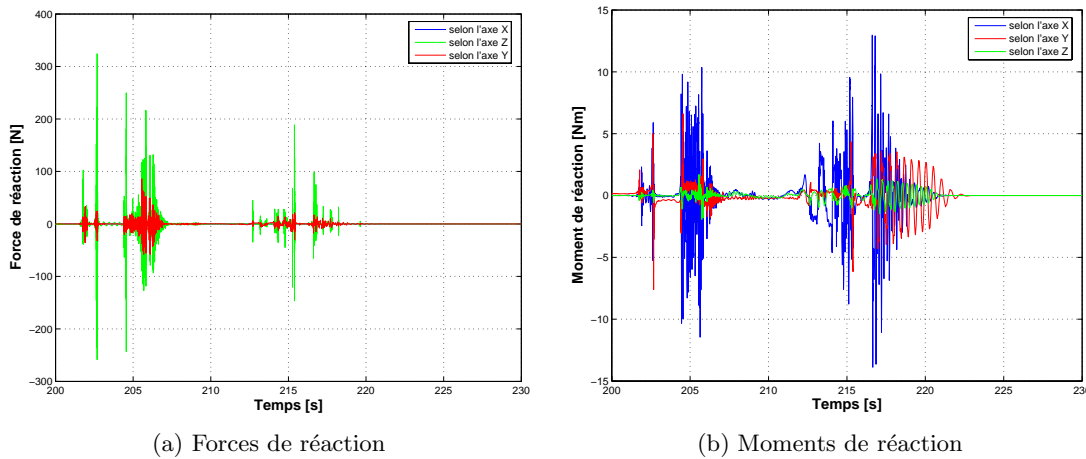 400
300
200
100
0
−100
−200
−300
200
205
210
215
220
225
230
Force de réaction [N]
Temps [s]
selon l'axe X
selon l'axe Z
selon l'axe Y
(a) Forces de réaction
15
10
5
0
−5
−10
−15
200
205
210
215
220
225
230
Moment de réaction [Nm]
Temps [s]
selon l'axe X
selon l'axe Y
selon l'axe Z
(b) Moments de réaction